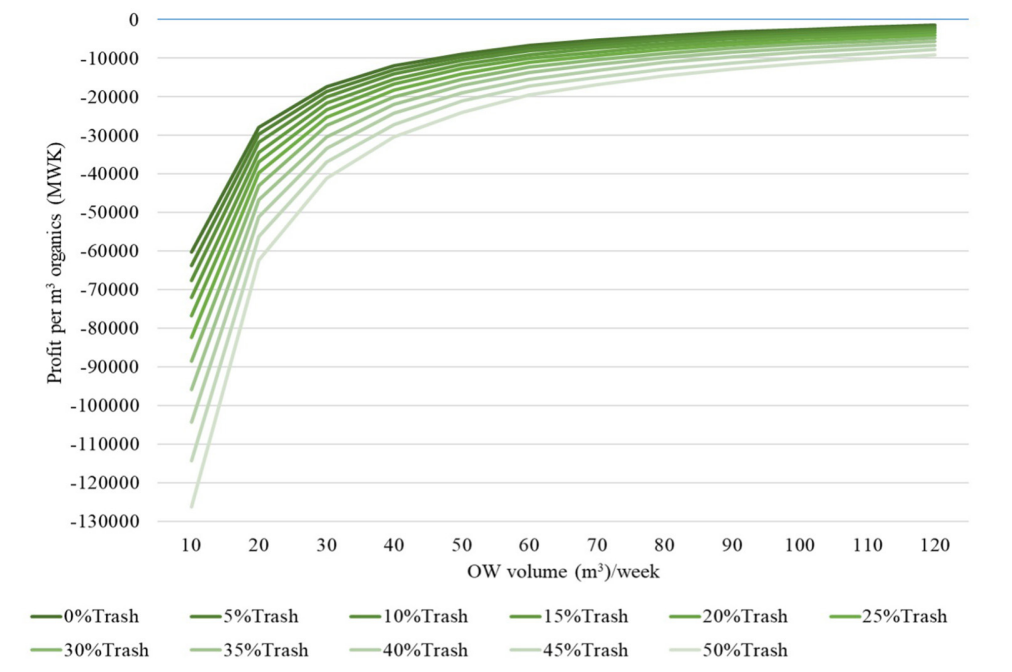 0
-10000
-20000
-30000
-40000
-50000
-60000
-70000
-80000
-90000
-100000
-110000
-120000
-130000
Profit per m³ organics (MWK)
10 20 30 40 50 60 70 80 90 100 110 120
OW volume (m³)/week
0%Trash 5%Trash 10%Trash 15%Trash 20%Trash 25%Trash
30%Trash 35%Trash 40%Trash 45%Trash 50%Trash